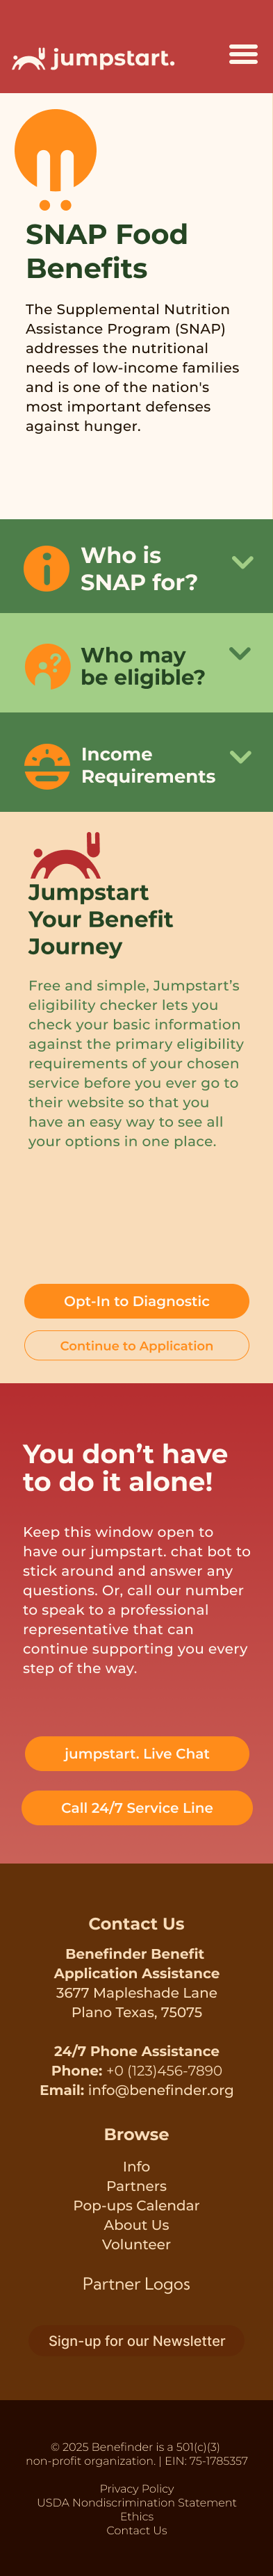 jumpstart.
SNAP Food
Benefits
The Supplemental Nutrition
Assistance Program (SNAP)
addresses the nutritional
needs of low-income families
and is one of the nation's
most important defenses
against hunger.
Who is
SNAP for?
Who may
be eligible?
Income
Requirements
Jumpstart
Your Benefit
Journey
Free and simple, Jumpstart’s
eligibility checker lets you
check your basic information
against the primary eligibility
requirements of your chosen
service before you ever go to
their website so that you
have an easy way to see all
your options in one place.
Opt-In to Diagnostic
Continue to Application
You don’t have
to do it alone!
Keep this window open to
have our jumpstart. chat bot to
stick around and answer any
questions. Or, call our number
to speak to a professional
representative that can
continue supporting you every
step of the way.
jumpstart. Live Chat
Call 24/7 Service Line
Contact Us
Benefinder Benefit
Application Assistance
3677 Mapleshade Lane
Plano Texas, 75075
24/7 Phone Assistance
Phone: +0 (123)456-7890
Email: info@benefinder.org
Browse
Info
Partners
Pop-ups Calendar
About Us
Volunteer
Partner Logos
Sign-up for our Newsletter
© 2025 Benefinder is a 501(c)(3)
non-profit organization. | EIN: 75-1785357
Privacy Policy
USDA Nondiscrimination Statement
Ethics
Contact Us